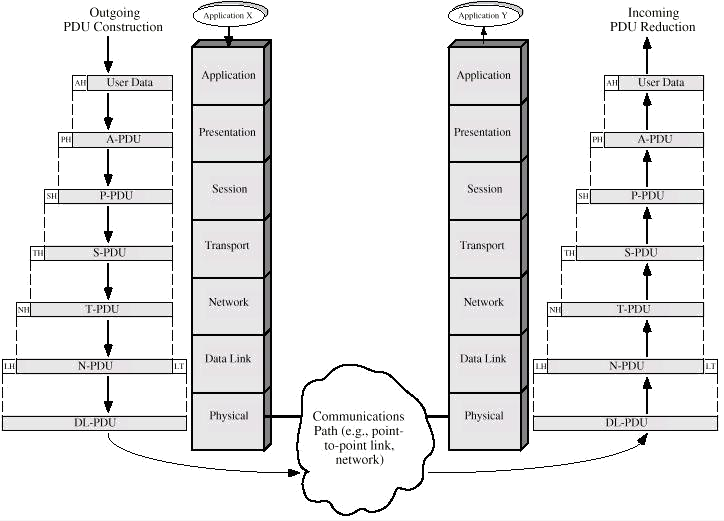 Outgoing
PDU Construction
Application X
Application Y
Incoming
PDU Reduction
AH User Data
Application
Application
AH User Data
PH A-PDU
Presentation
Presentation
PH A-PDU
SH P-PDU
Session
Session
SH P-PDU
TH S-PDU
Transport
Transport
TH S-PDU
NH T-PDU
Network
Network
NH T-PDU
LH N-PDU LT
Data Link
Data Link
LH N-PDU LT
DL-PDU
Physical
Communications
Path (e.g., point-
to-point link,
network)
Physical
DL-PDU